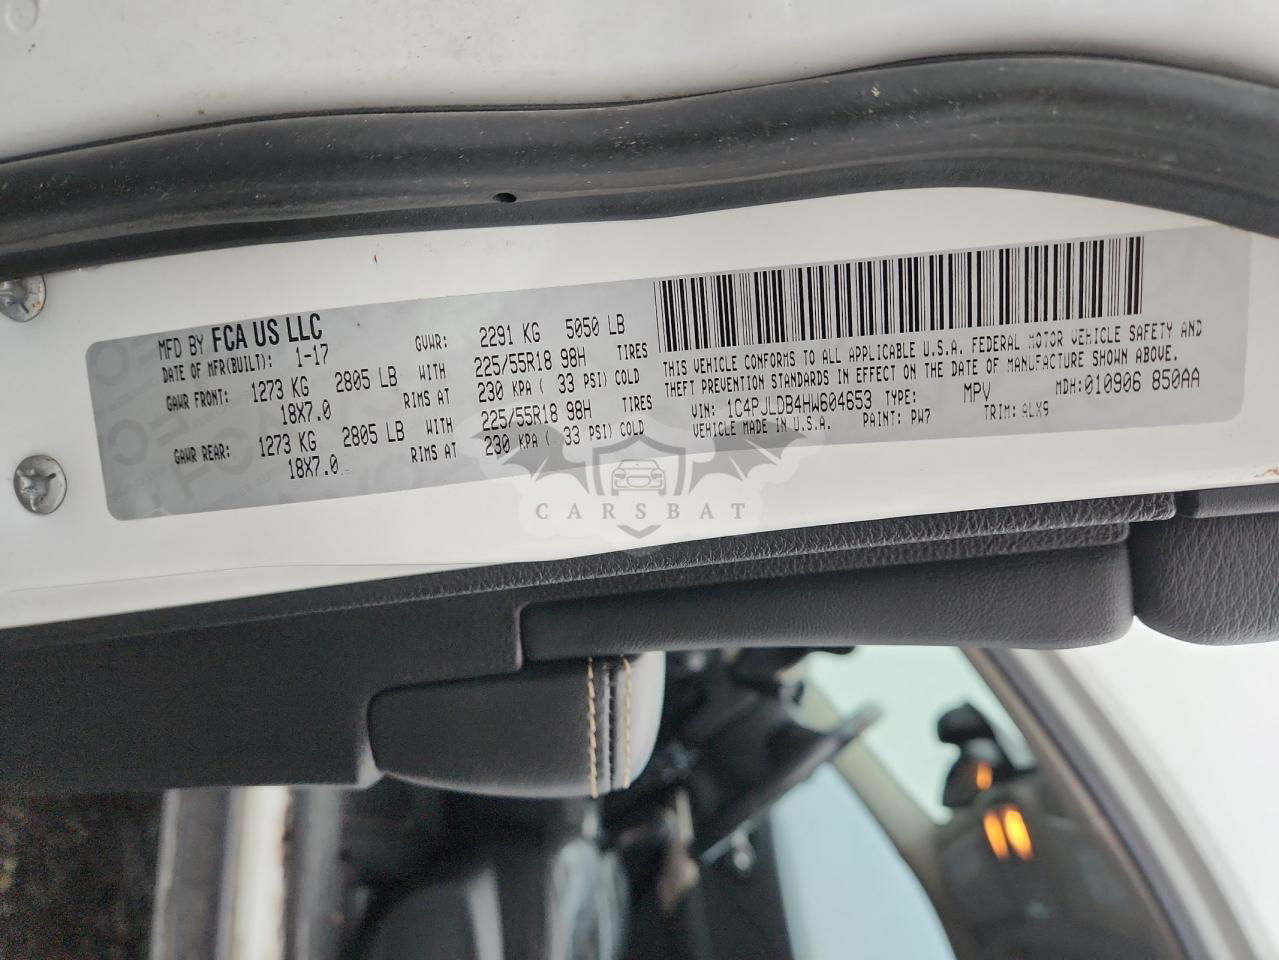 MFD BY FCA US LLC
DATE OF MFR(BUILT): 1-17
GVWR: 2291 KG 5050 LB
GAWR FRONT: 1273 KG 2805 LB WITH 225/55R18 98H TIRES
18X7.0 RIMS AT 230 KPA ( 33 PSI) COLD
GAWR REAR: 1273 KG 2805 LB WITH 225/55R18 98H TIRES
18X7.0 RIMS AT 230 KPA ( 33 PSI) COLD
THIS VEHICLE CONFORMS TO ALL APPLICABLE U.S.A. FEDERAL MOTOR VEHICLE SAFETY AND
THEFT PREVENTION STANDARDS IN EFFECT ON THE DATE OF MANUFACTURE SHOWN ABOVE.
VIN: 1C4PJLDB4HW604653 TYPE: MPV MDH:010906 850AA
VEHICLE MADE IN U.S.A. PAINT: PW7 TRIM: ALX9
CARSBAT